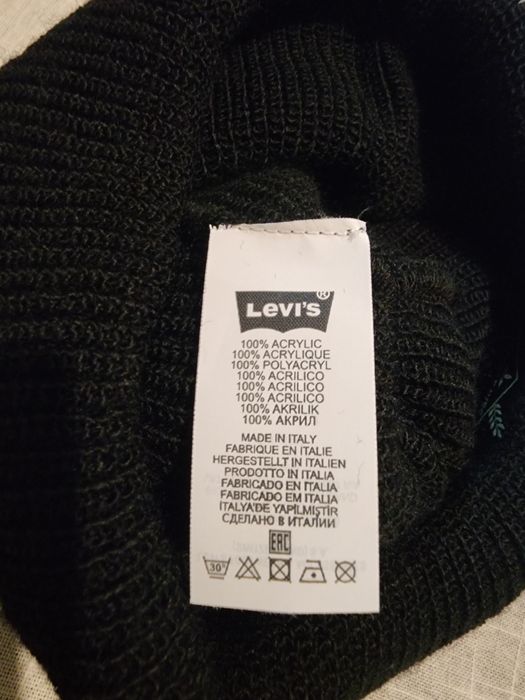 Levi's®
100% ACRYLIC
100% ACRYLIQUE
100% POLYACRYL
100% ACRILICO
100% ACRILICO
100% ACRILICO
100% AKRILIK
100% АКРИЛ
MADE IN ITALY
FABRIQUE EN ITALIE
HERGESTELLT IN ITALIEN
PRODOTTO IN ITALIA
FABRICADO EN ITALIA
FABRICADO EM ITALIA
İTALYA'DE YAPILMIŞTIR
СДЕЛАНО В ИТАЛИИ
EAC
30°